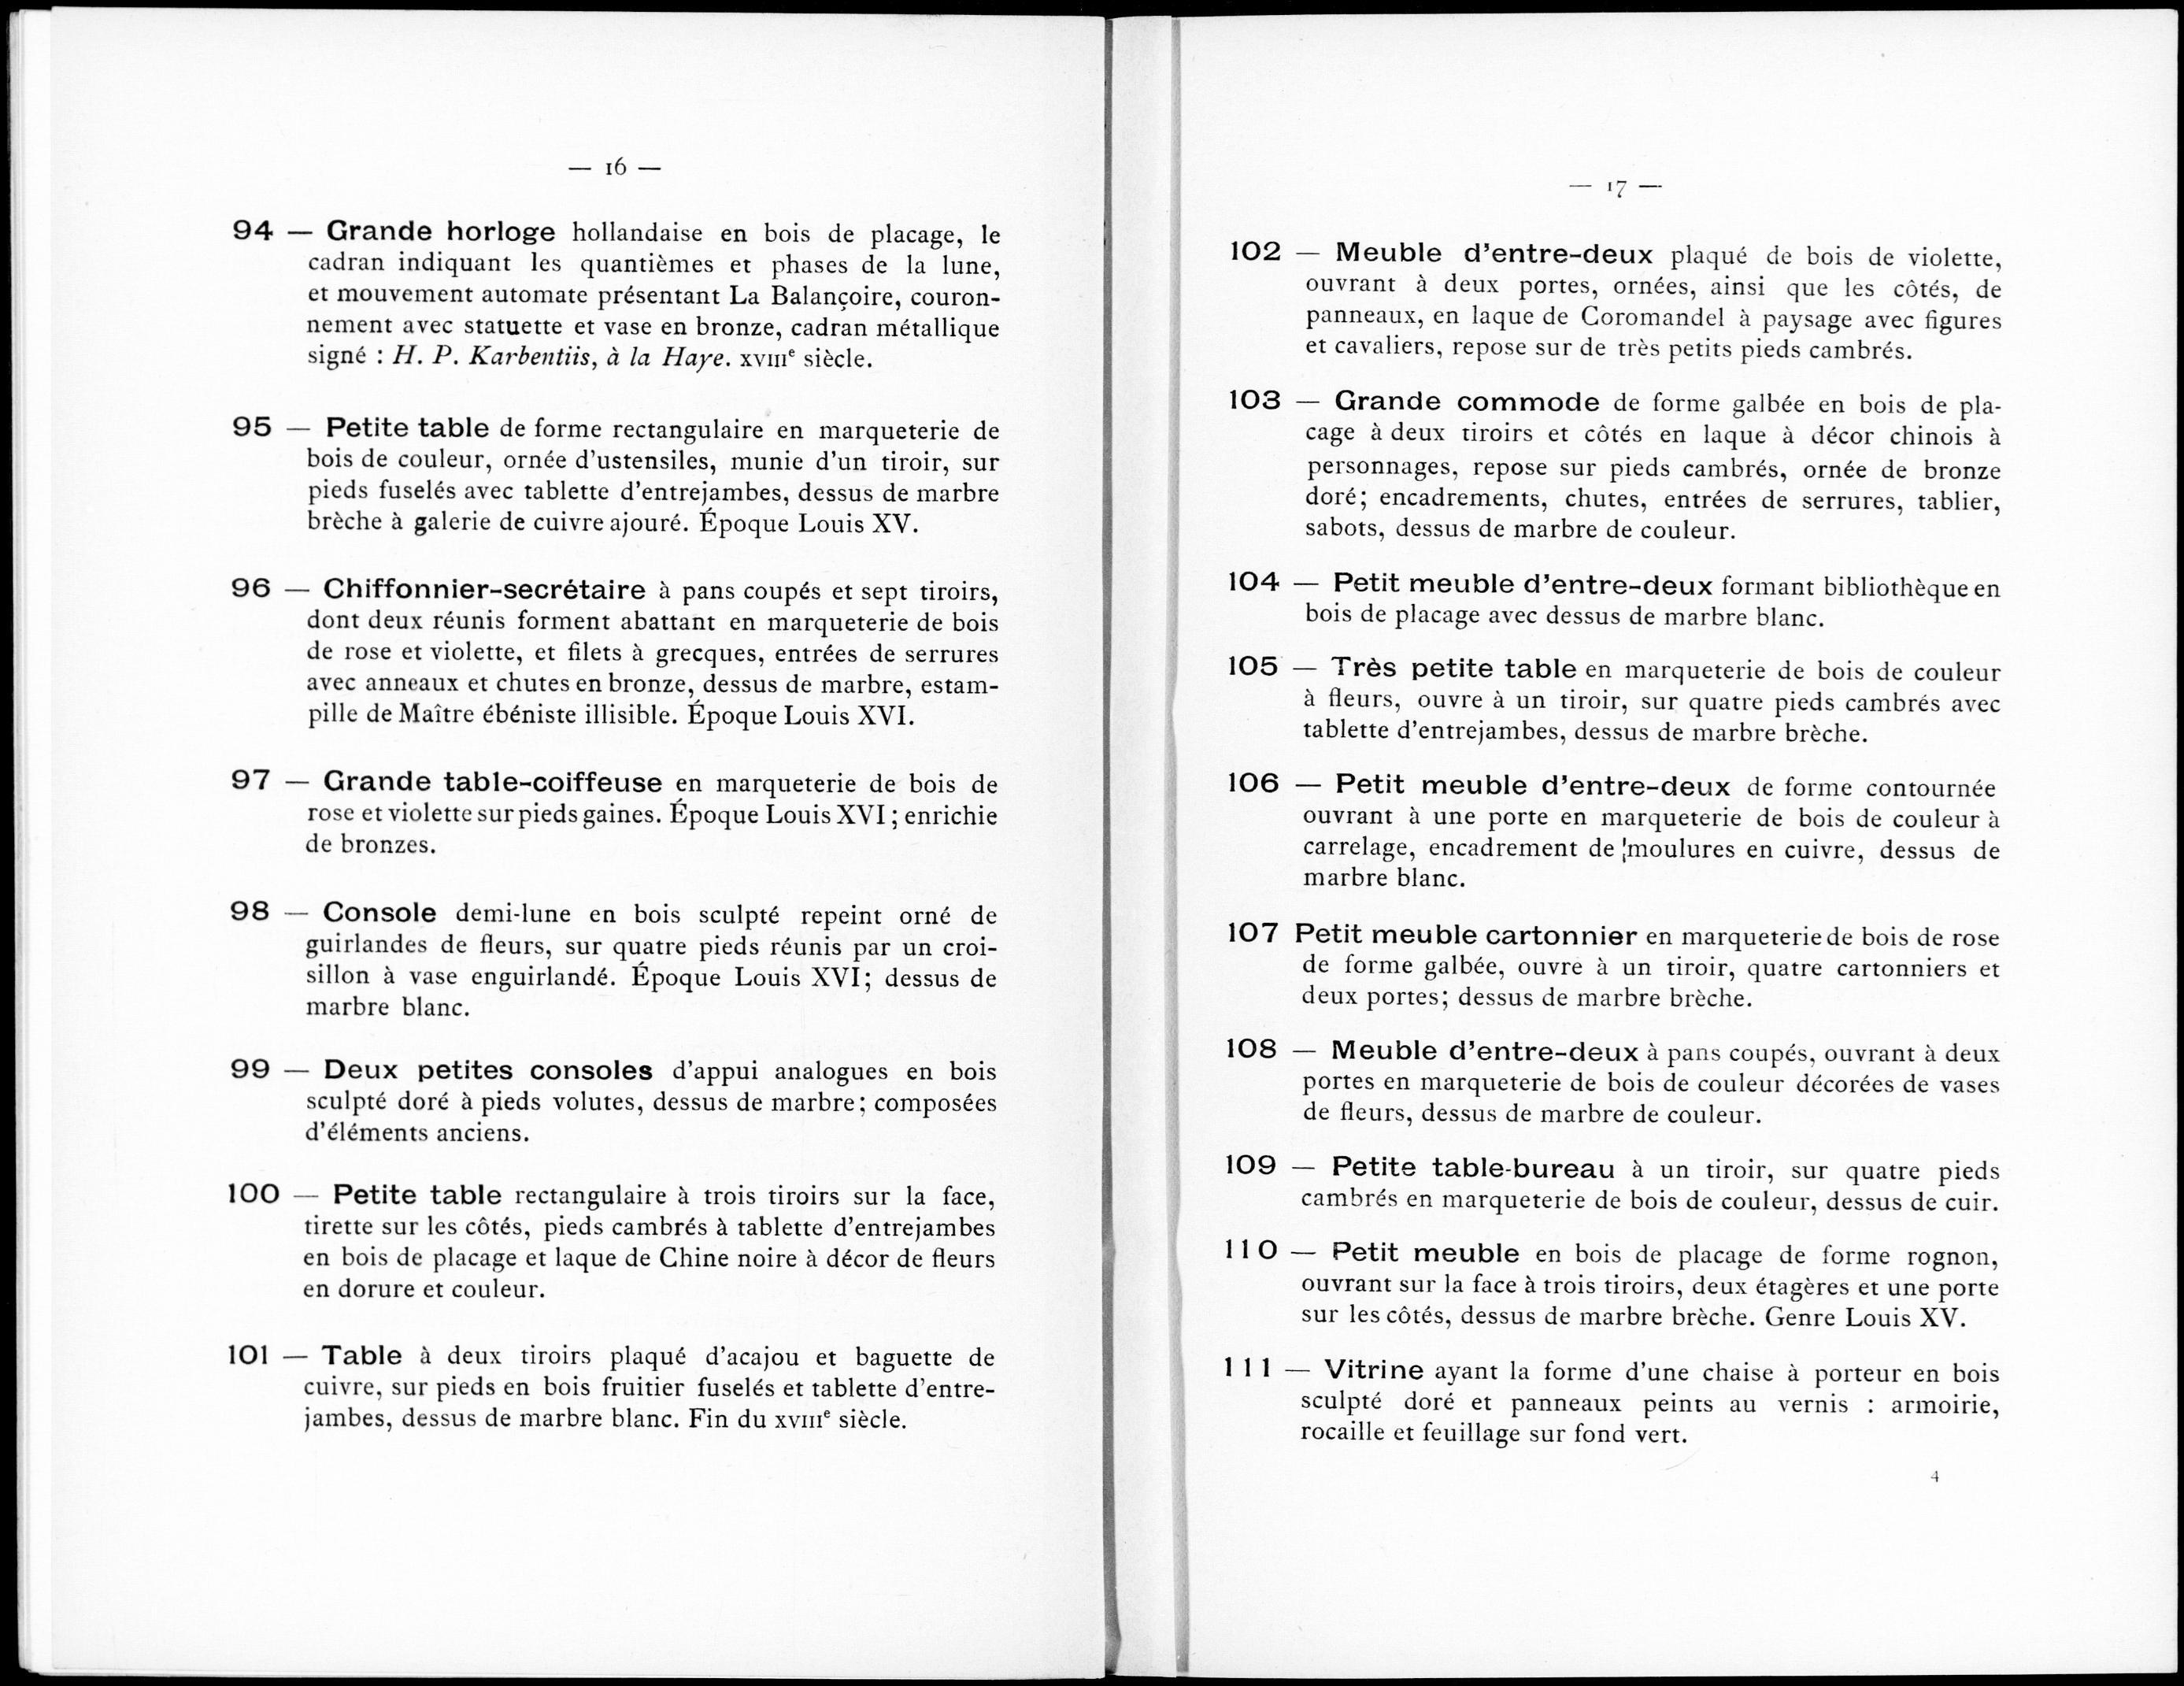 — 16 —
94 — Grande horloge hollandaise en bois de placage, le
cadran indiquant les quantièmes et phases de la lune,
et mouvement automate présentant La Balançoire, couron-
nement avec statuette et vase en bronze, cadran métallique
signé : H. P. Karbentiis, à la Haye. XVIIIe siècle.
95 — Petite table de forme rectangulaire en marqueterie de
bois de couleur, ornée d'ustensiles, munie d'un tiroir, sur
pieds fuselés avec tablette d'entrejambes, dessus de marbre
brèche à galerie de cuivre ajouré. Époque Louis XV.
96 — Chiffonnier-secrétaire à pans coupés et sept tiroirs,
dont deux réunis forment abattant en marqueterie de bois
de rose et violette, et filets à grecques, entrées de serrures
avec anneaux et chutes en bronze, dessus de marbre, estam-
pille de Maître ébéniste illisible. Époque Louis XVI.
97 — Grande table-coiffeuse en marqueterie de bois de
rose et violette sur pieds gaines. Époque Louis XVI ; enrichie
de bronzes.
98 — Console demi-lune en bois sculpté repeint orné de
guirlandes de fleurs, sur quatre pieds réunis par un croi-
sillon à vase enguirlandé. Époque Louis XVI; dessus de
marbre blanc.
99 — Deux petites consoles d'appui analogues en bois
sculpté doré à pieds volutes, dessus de marbre; composées
d'éléments anciens.
100 — Petite table rectangulaire à trois tiroirs sur la face,
tirette sur les côtés, pieds cambrés à tablette d'entrejambes
en bois de placage et laque de Chine noire à décor de fleurs
en dorure et couleur.
101 — Table à deux tiroirs plaqué d'acajou et baguette de
cuivre, sur pieds en bois fruitier fuselés et tablette d'entre-
jambes, dessus de marbre blanc. Fin du XVIIIe siècle.
— 17 —
102 — Meuble d'entre-deux plaqué de bois de violette,
ouvrant à deux portes, ornées, ainsi que les côtés, de
panneaux, en laque de Coromandel à paysage avec figures
et cavaliers, repose sur de très petits pieds cambrés.
103 — Grande commode de forme galbée en bois de pla-
cage à deux tiroirs et côtés en laque à décor chinois à
personnages, repose sur pieds cambrés, ornée de bronze
doré; encadrements, chutes, entrées de serrures, tablier,
sabots, dessus de marbre de couleur.
104 — Petit meuble d'entre-deux formant bibliothèque en
bois de placage avec dessus de marbre blanc.
105 — Très petite table en marqueterie de bois de couleur
à fleurs, ouvre à un tiroir, sur quatre pieds cambrés avec
tablette d'entrejambes, dessus de marbre brèche.
106 — Petit meuble d'entre-deux de forme contournée
ouvrant à une porte en marqueterie de bois de couleur à
carrelage, encadrement de ¦moulures en cuivre, dessus de
marbre blanc.
107 Petit meuble cartonnier en marqueterie de bois de rose
de forme galbée, ouvre à un tiroir, quatre cartonniers et
deux portes; dessus de marbre brèche.
108 — Meuble d'entre-deux à pans coupés, ouvrant à deux
portes en marqueterie de bois de couleur décorées de vases
de fleurs, dessus de marbre de couleur.
109 — Petite table-bureau à un tiroir, sur quatre pieds
cambrés en marqueterie de bois de couleur, dessus de cuir.
110 — Petit meuble en bois de placage de forme rognon,
ouvrant sur la face à trois tiroirs, deux étagères et une porte
sur les côtés, dessus de marbre brèche. Genre Louis XV.
111 — Vitrine ayant la forme d'une chaise à porteur en bois
sculpté doré et panneaux peints au vernis : armoirie,
rocaille et feuillage sur fond vert.
4